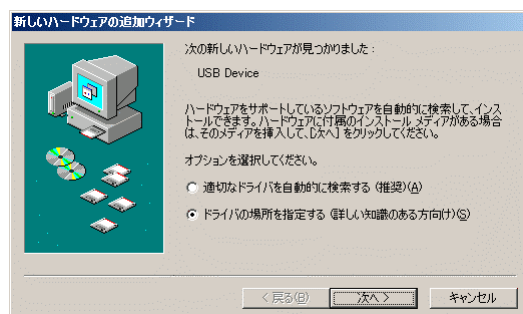 新しいハードウェアの追加ウィザード
次の新しいハードウェアが見つかりました :
USB Device
ハードウェアをサポートしているソフトウェアを自動的に検索して、インス
トールできます。ハードウェアに付属のインストール メディアがある場合
は、そのメディアを挿入して、[次へ] をクリックしてください。
オプションを選択してください。
適切なドライバを自動的に検索する (推奨)(A)
ドライバの場所を指定する (詳しい知識のある方向け)(S)
< 戻る(B)
次へ >
キャンセル